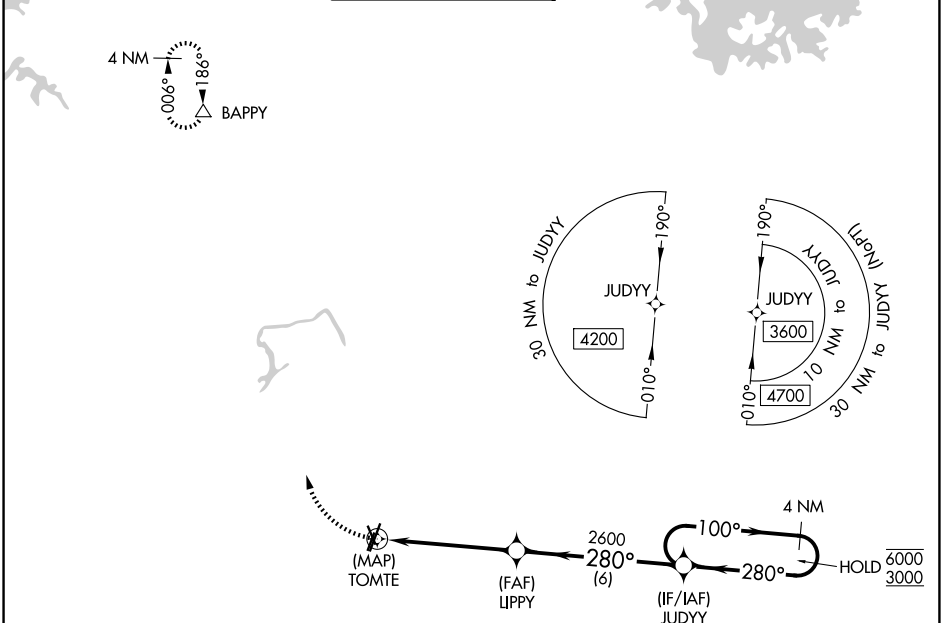 4 NM
006°
186°
BAPPY
30 NM to JUDYY
190°
JUDYY
4200
010°
190°
30 NM to JUDYY (NoPT)
10 NM to JUDYY
JUDYY
3600
4700
010°
4 NM
100°
HOLD 6000
3000
280°
2600
280°
(6)
(MAP)
TOMTE
(FAF)
LIPPY
(IF/IAF)
JUDYY